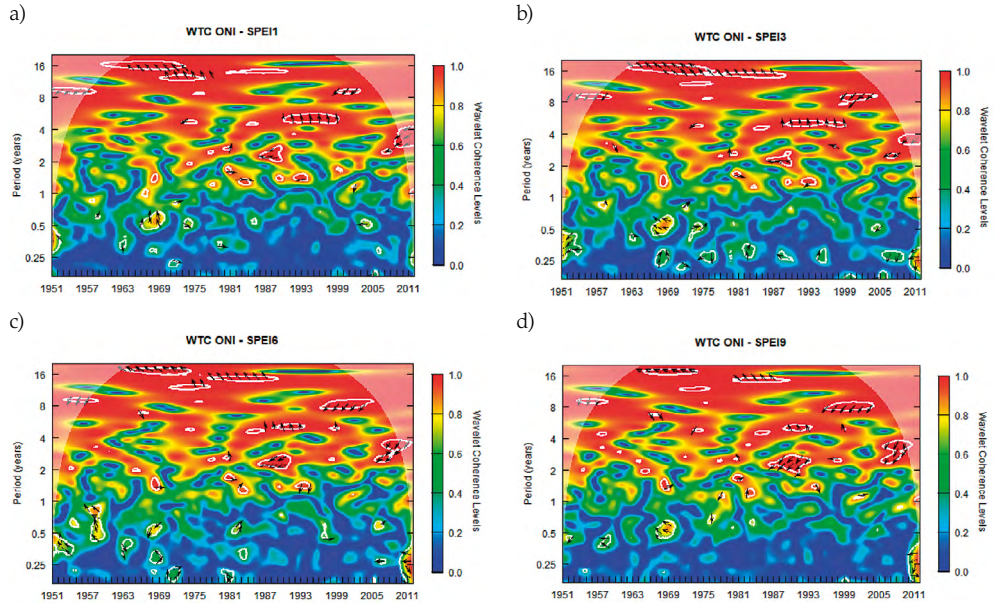 a)
WTC ONI - SPEI1
Period (years)
16
8
4
2
1
0.5
0.25
1951 1957 1963 1969 1975 1981 1987 1993 1999 2005 2011
1.0
0.8
0.6
0.4
0.2
0.0
Wavelet Coherence Levels
b)
WTC ONI - SPEI3
Period (years)
16
8
4
2
1
0.5
0.25
1951 1957 1963 1969 1975 1981 1987 1993 1999 2005 2011
1.0
0.8
0.6
0.4
0.2
0.0
Wavelet Coherence Levels
c)
WTC ONI - SPEI6
Period (years)
16
8
4
2
1
0.5
0.25
1951 1957 1963 1969 1975 1981 1987 1993 1999 2005 2011
1.0
0.8
0.6
0.4
0.2
0.0
Wavelet Coherence Levels
d)
WTC ONI - SPEI9
Period (years)
16
8
4
2
1
0.5
0.25
1951 1957 1963 1969 1975 1981 1987 1993 1999 2005 2011
1.0
0.8
0.6
0.4
0.2
0.0
Wavelet Coherence Levels